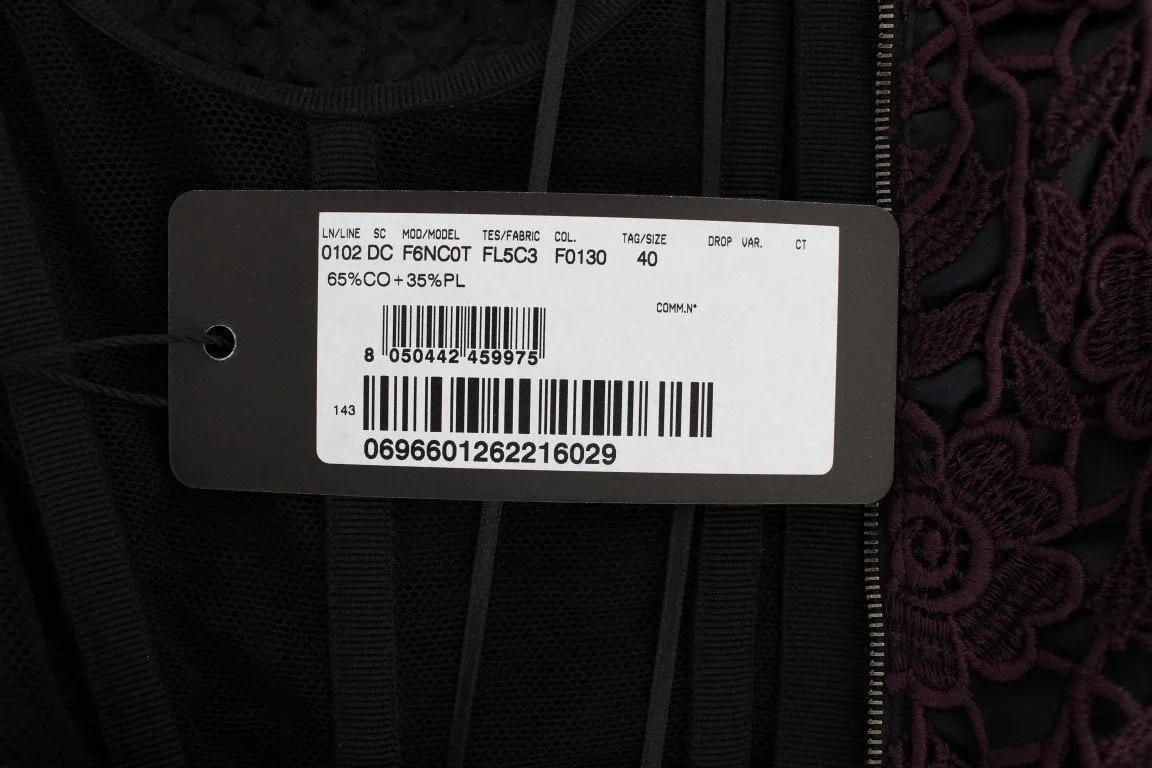 LN/LINE SC MOD/MODEL TES/FABRIC COL. TAG/SIZE DROP VAR. CT
0102 DC F6NC0T FL5C3 F0130 40
65%CO+35%PL
COMM.N°
8 050442 459975
143
0696601262216029